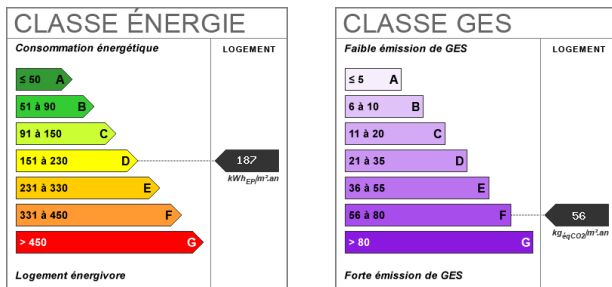 CLASSE ÉNERGIE
Consommation énergétique
LOGEMENT
≤ 50 A
51 à 90 B
91 à 150 C
151 à 230 D
187
kWhEP/m².an
231 à 330 E
331 à 450 F
> 450 G
Logement énergivore
CLASSE GES
Faible émission de GES
LOGEMENT
≤ 5 A
6 à 10 B
11 à 20 C
21 à 35 D
36 à 55 E
56 à 80 F
56
kgéqCO2/m².an
> 80 G
Forte émission de GES